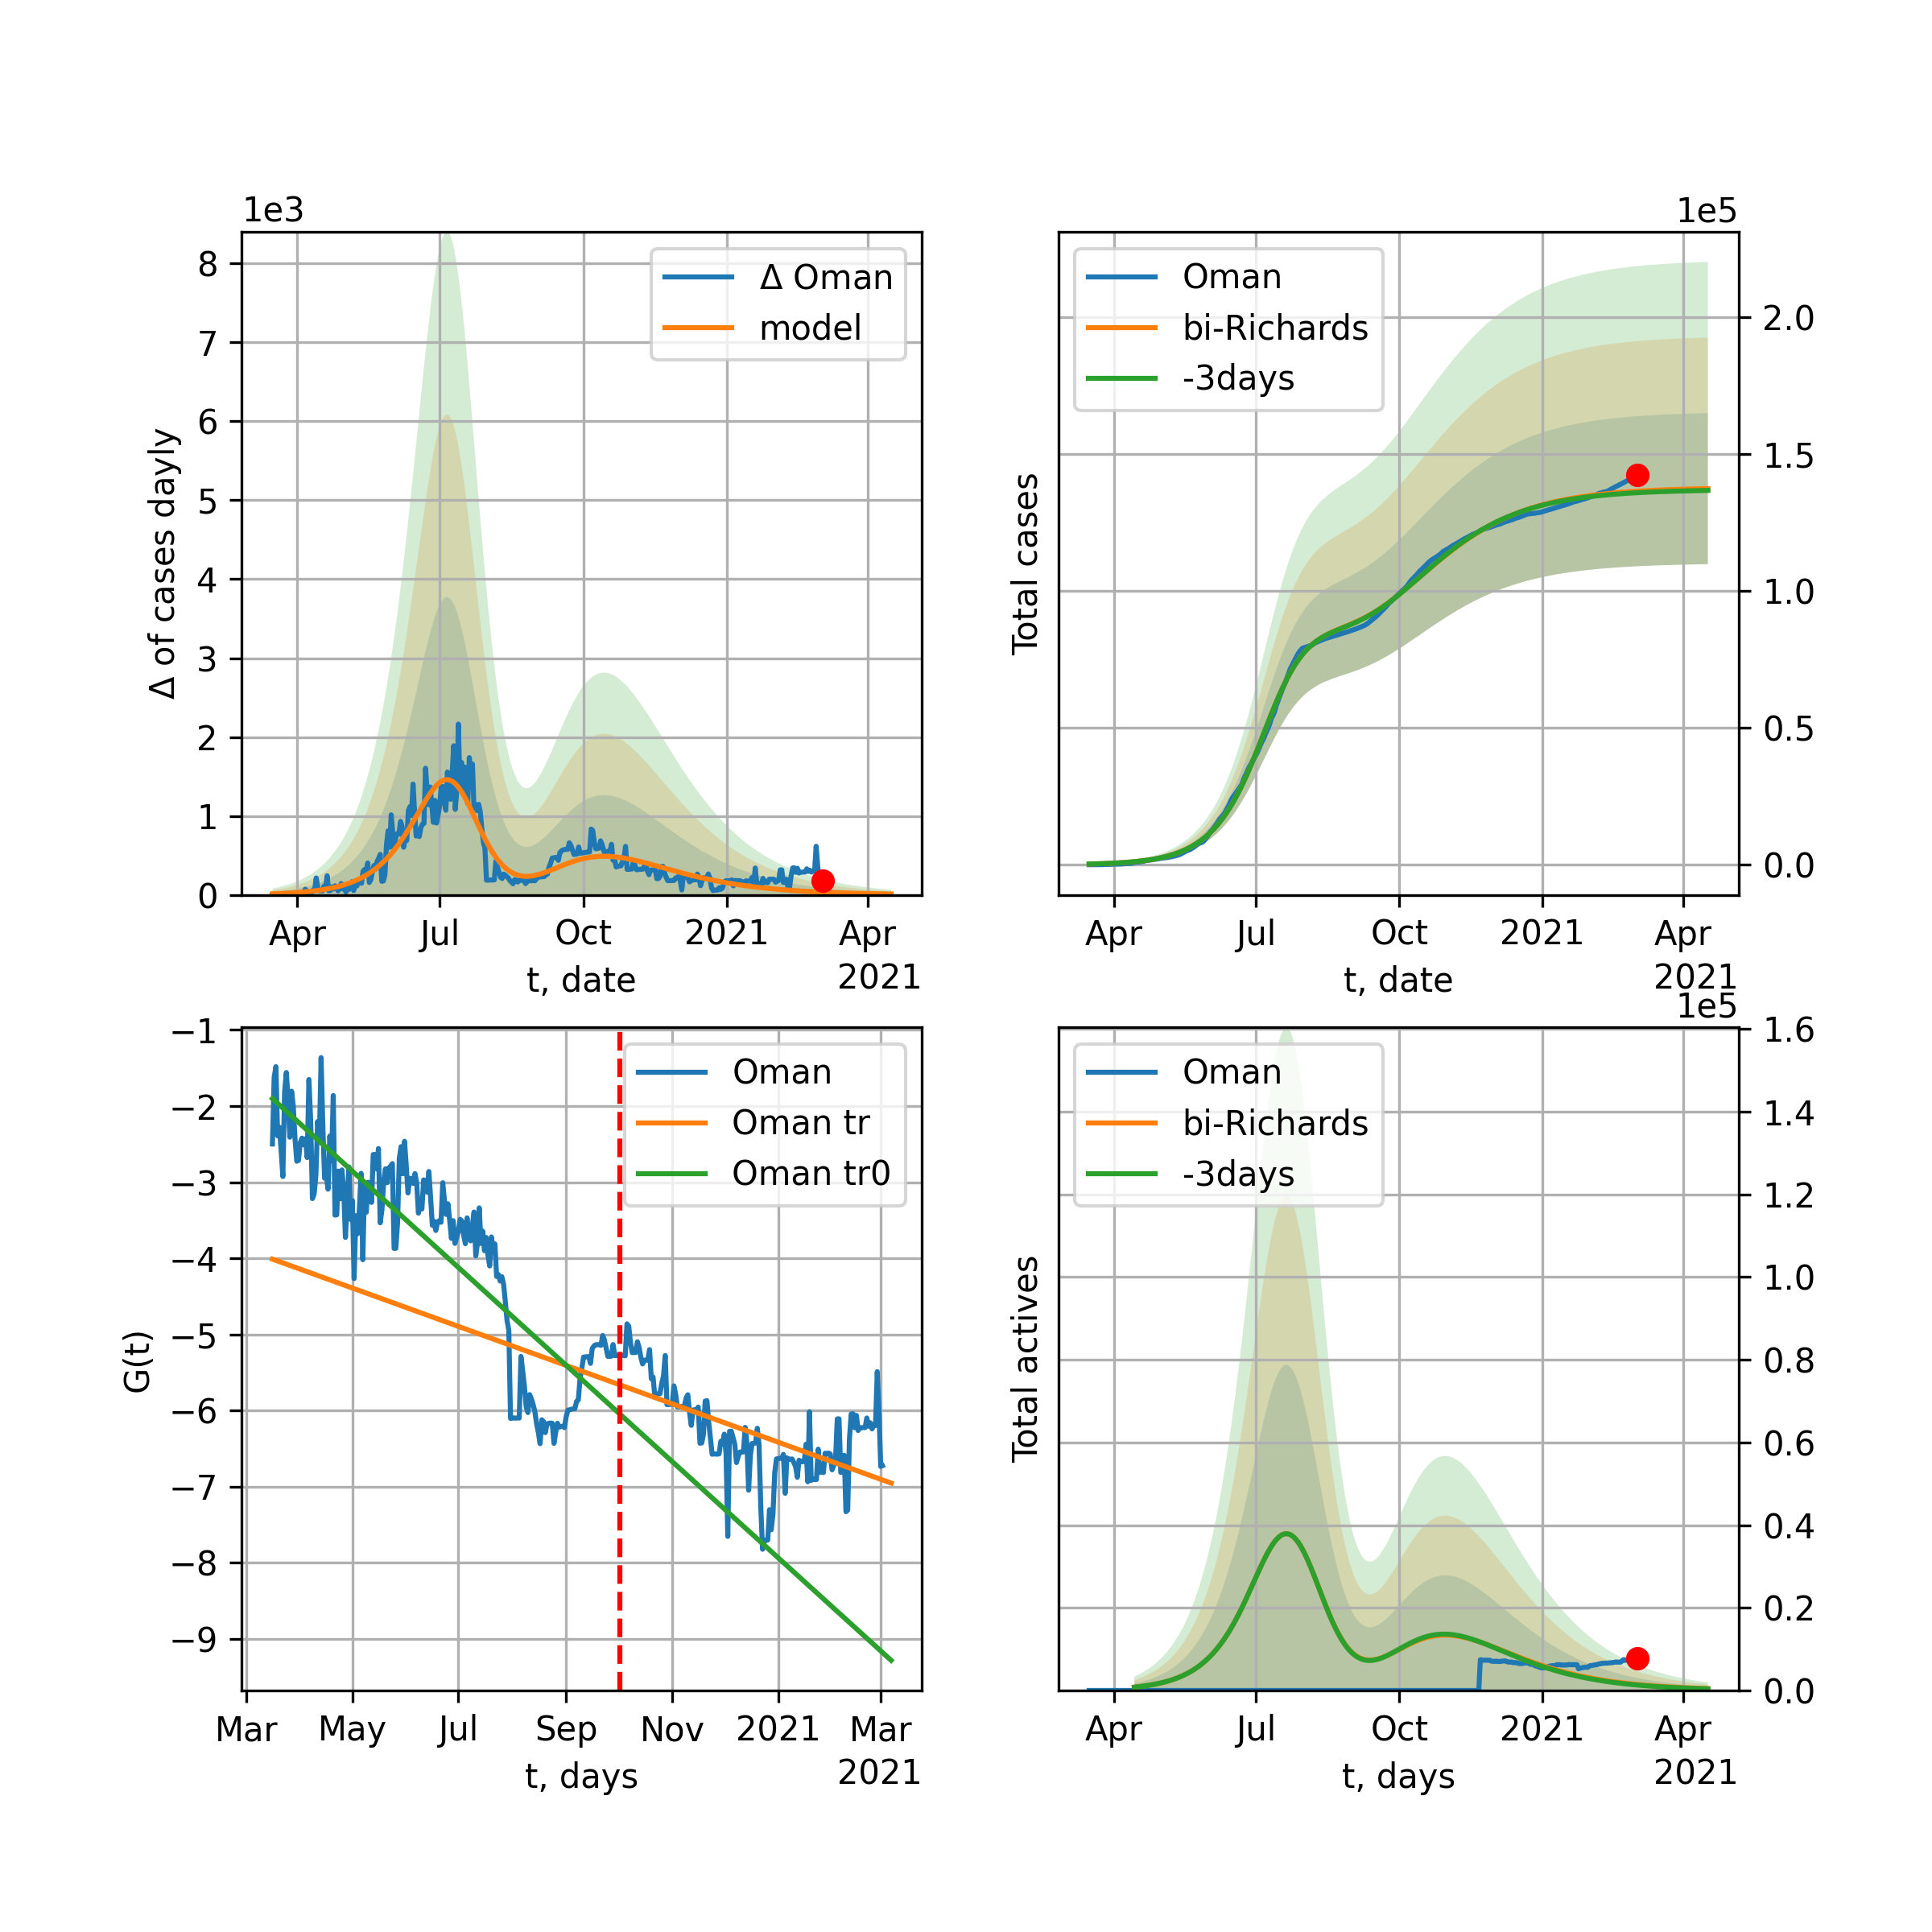 1e3
8
7
6
5
4
3
2
1
0
Δ of cases dayly
Δ Oman
model
Apr
Jul
Oct
2021
Apr
2021
t, date
1e5
Oman
bi-Richards
-3days
Total cases
2.0
1.5
1.0
0.5
0.0
Apr
Jul
Oct
2021
Apr
2021
t, date
−1
−2
−3
−4
−5
−6
−7
−8
−9
G(t)
Oman
Oman tr
Oman tr0
Mar
May
Jul
Sep
Nov
2021
Mar
2021
t, days
1e5
Oman
bi-Richards
-3days
Total actives
1.6
1.4
1.2
1.0
0.8
0.6
0.4
0.2
0.0
Apr
Jul
Oct
2021
Apr
2021
t, days